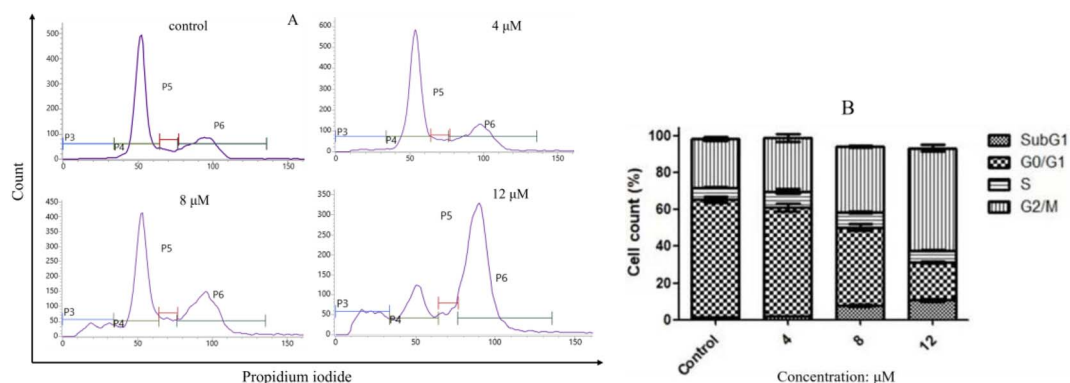 A
control
Count
500
400
300
200
100
0
P3
P4
P5
P6
0
50
100
150
4 μM
600
500
400
300
200
100
0
P3
P4
P5
P6
0
50
100
150
8 μM
450
400
350
300
250
200
150
100
50
0
P3
P4
P5
P6
0
50
100
150
12 μM
350
300
250
200
150
100
50
0
P3
P4
P5
P6
0
50
100
150
Propidium iodide
B
Cell count (%)
100
80
60
40
20
0
Control
4
8
12
Concentration: μM
SubG1
G0/G1
S
G2/M